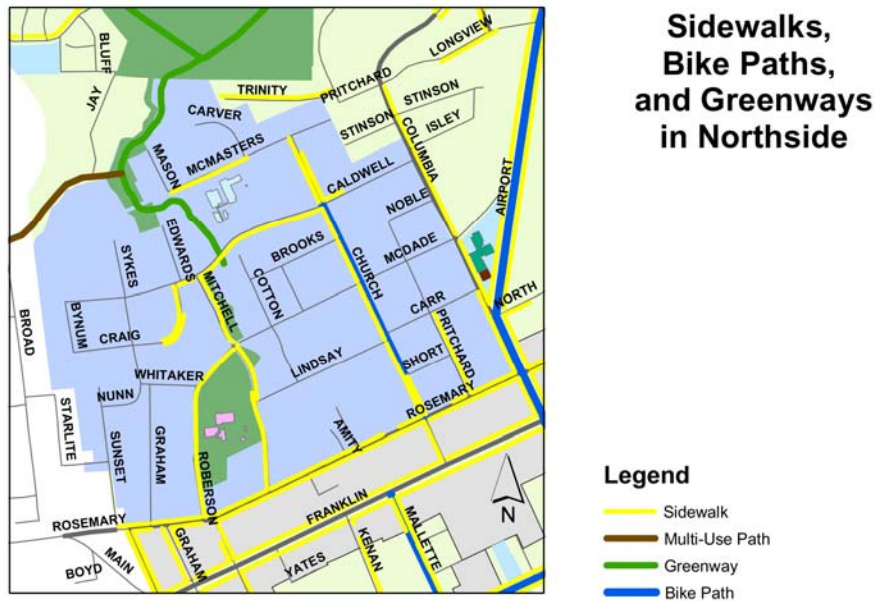 Sidewalks,
Bike Paths,
and Greenways
in Northside
BLUFF
JAY
LONGVIEW
TRINITY
PRITCHARD
CARVER
STINSON
STINSON
ISLEY
MASON
MCMASTERS
COLUMBIA
CALDWELL
AIRPORT
NOBLE
EDWARDS
SYKES
BROOKS
CHURCH
MCDADE
MITCHELL
COTTON
BYNUM
CARR
NORTH
BROAD
CRAIG
PRITCHARD
LINDSAY
SHORT
WHITAKER
NUNN
ROSEMARY
STARLITE
SUNSET
GRAHAM
AMITY
ROBERSON
FRANKLIN
ROSEMARY
MAIN
GRAHAM
YATES
KENAN
MALLETTE
BOYD
N
Legend
Sidewalk
Multi-Use Path
Greenway
Bike Path